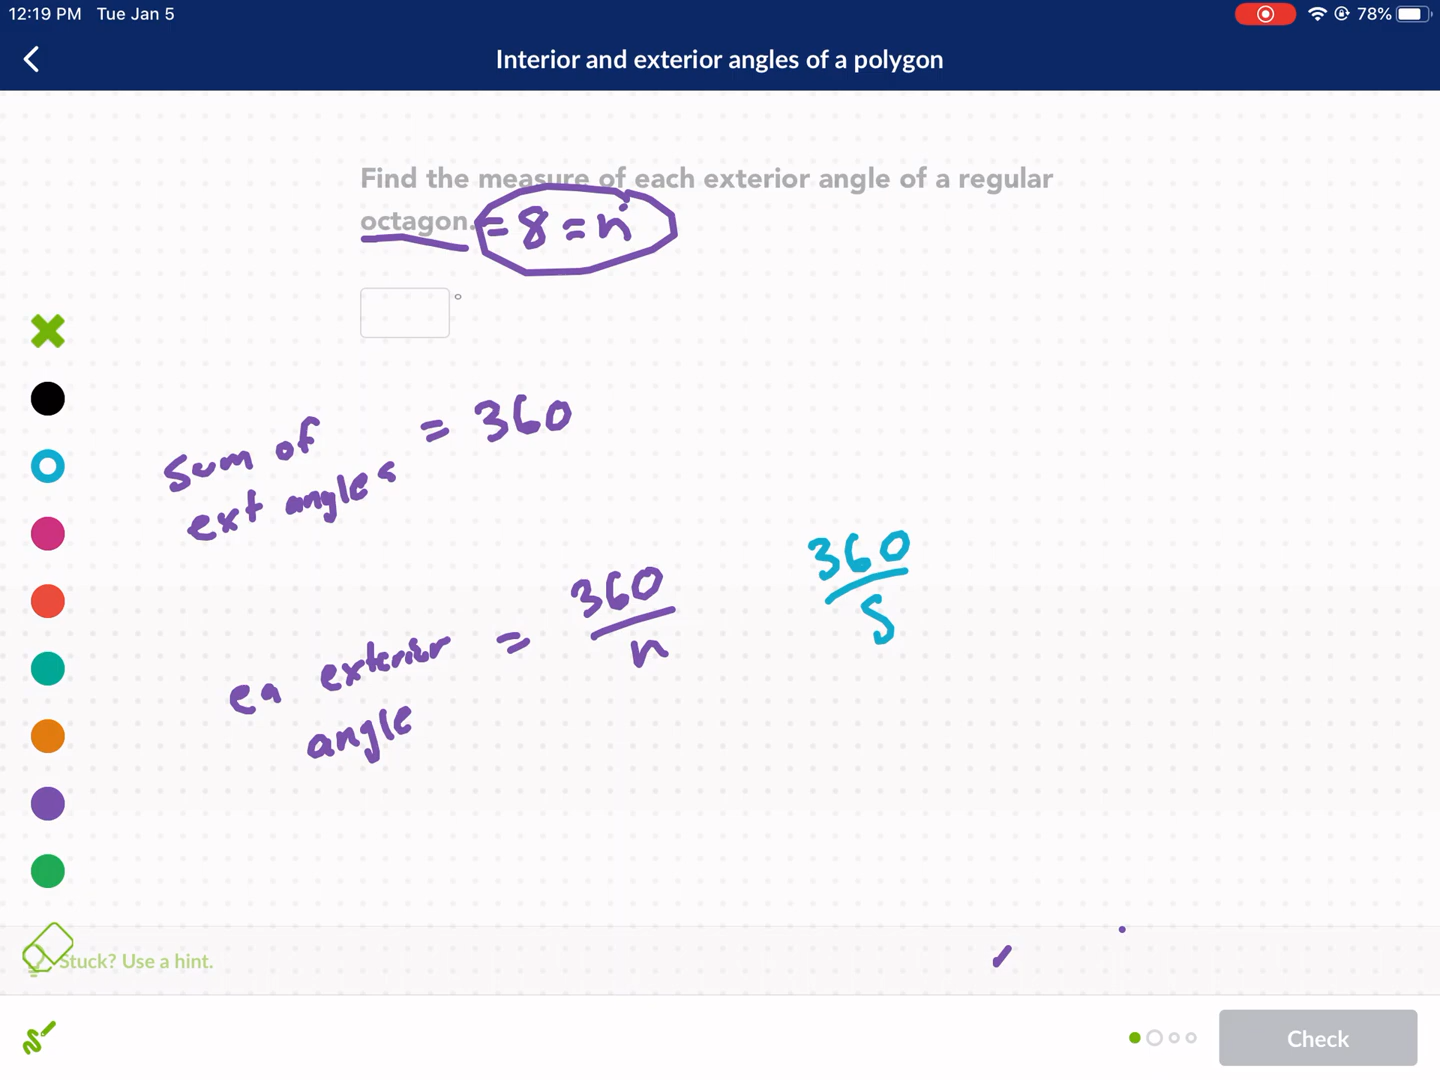 12:19 PM Tue Jan 5
78%
Interior and exterior angles of a polygon
Find the measure of each exterior angle of a regular
octagon. = 8 = n
°
sum of
ext angles = 360
ea exterior
angle = 360/n
360/5
Stuck? Use a hint.
Check